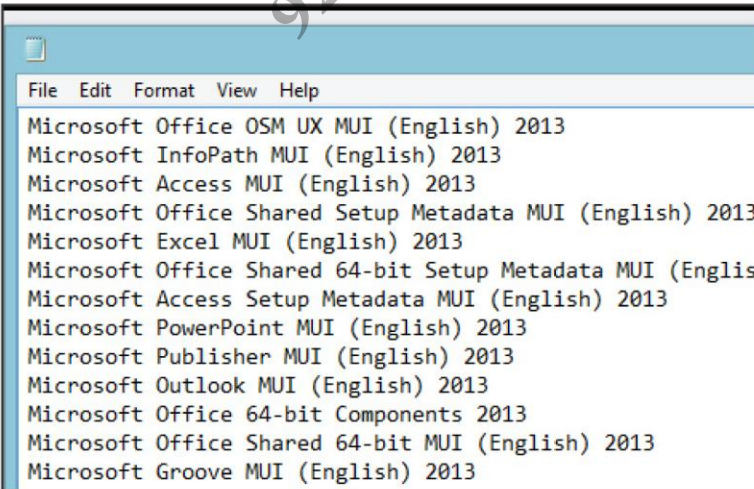 File Edit Format View Help
Microsoft Office OSM UX MUI (English) 2013
Microsoft InfoPath MUI (English) 2013
Microsoft Access MUI (English) 2013
Microsoft Office Shared Setup Metadata MUI (English) 2013
Microsoft Excel MUI (English) 2013
Microsoft Office Shared 64-bit Setup Metadata MUI (Englis
Microsoft Access Setup Metadata MUI (English) 2013
Microsoft PowerPoint MUI (English) 2013
Microsoft Publisher MUI (English) 2013
Microsoft Outlook MUI (English) 2013
Microsoft Office 64-bit Components 2013
Microsoft Office Shared 64-bit MUI (English) 2013
Microsoft Groove MUI (English) 2013